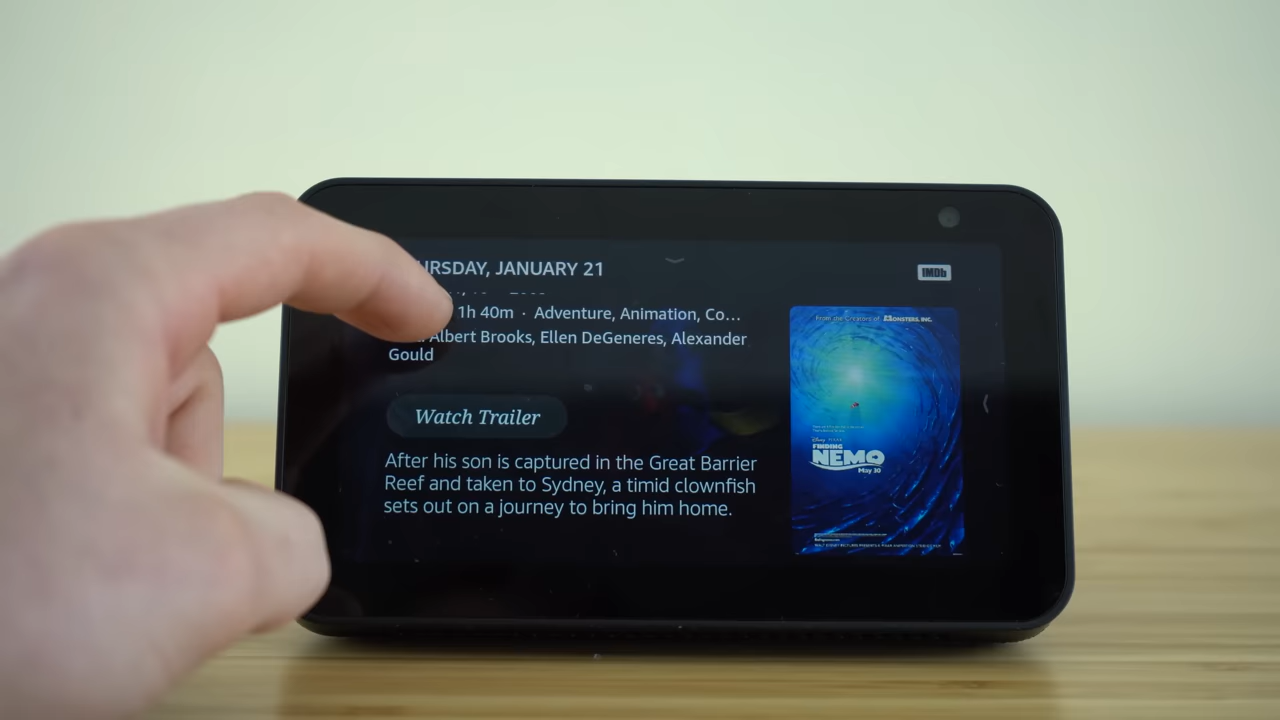 URSDAY, JANUARY 21
IMDb
1h 40m · Adventure, Animation, Co...
Albert Brooks, Ellen DeGeneres, Alexander
Gould
Watch Trailer
After his son is captured in the Great Barrier
Reef and taken to Sydney, a timid clownfish
sets out on a journey to bring him home.
From the Creators of MONSTERS, INC.
Disney PIXAR
FINDING
NEMO
May 30